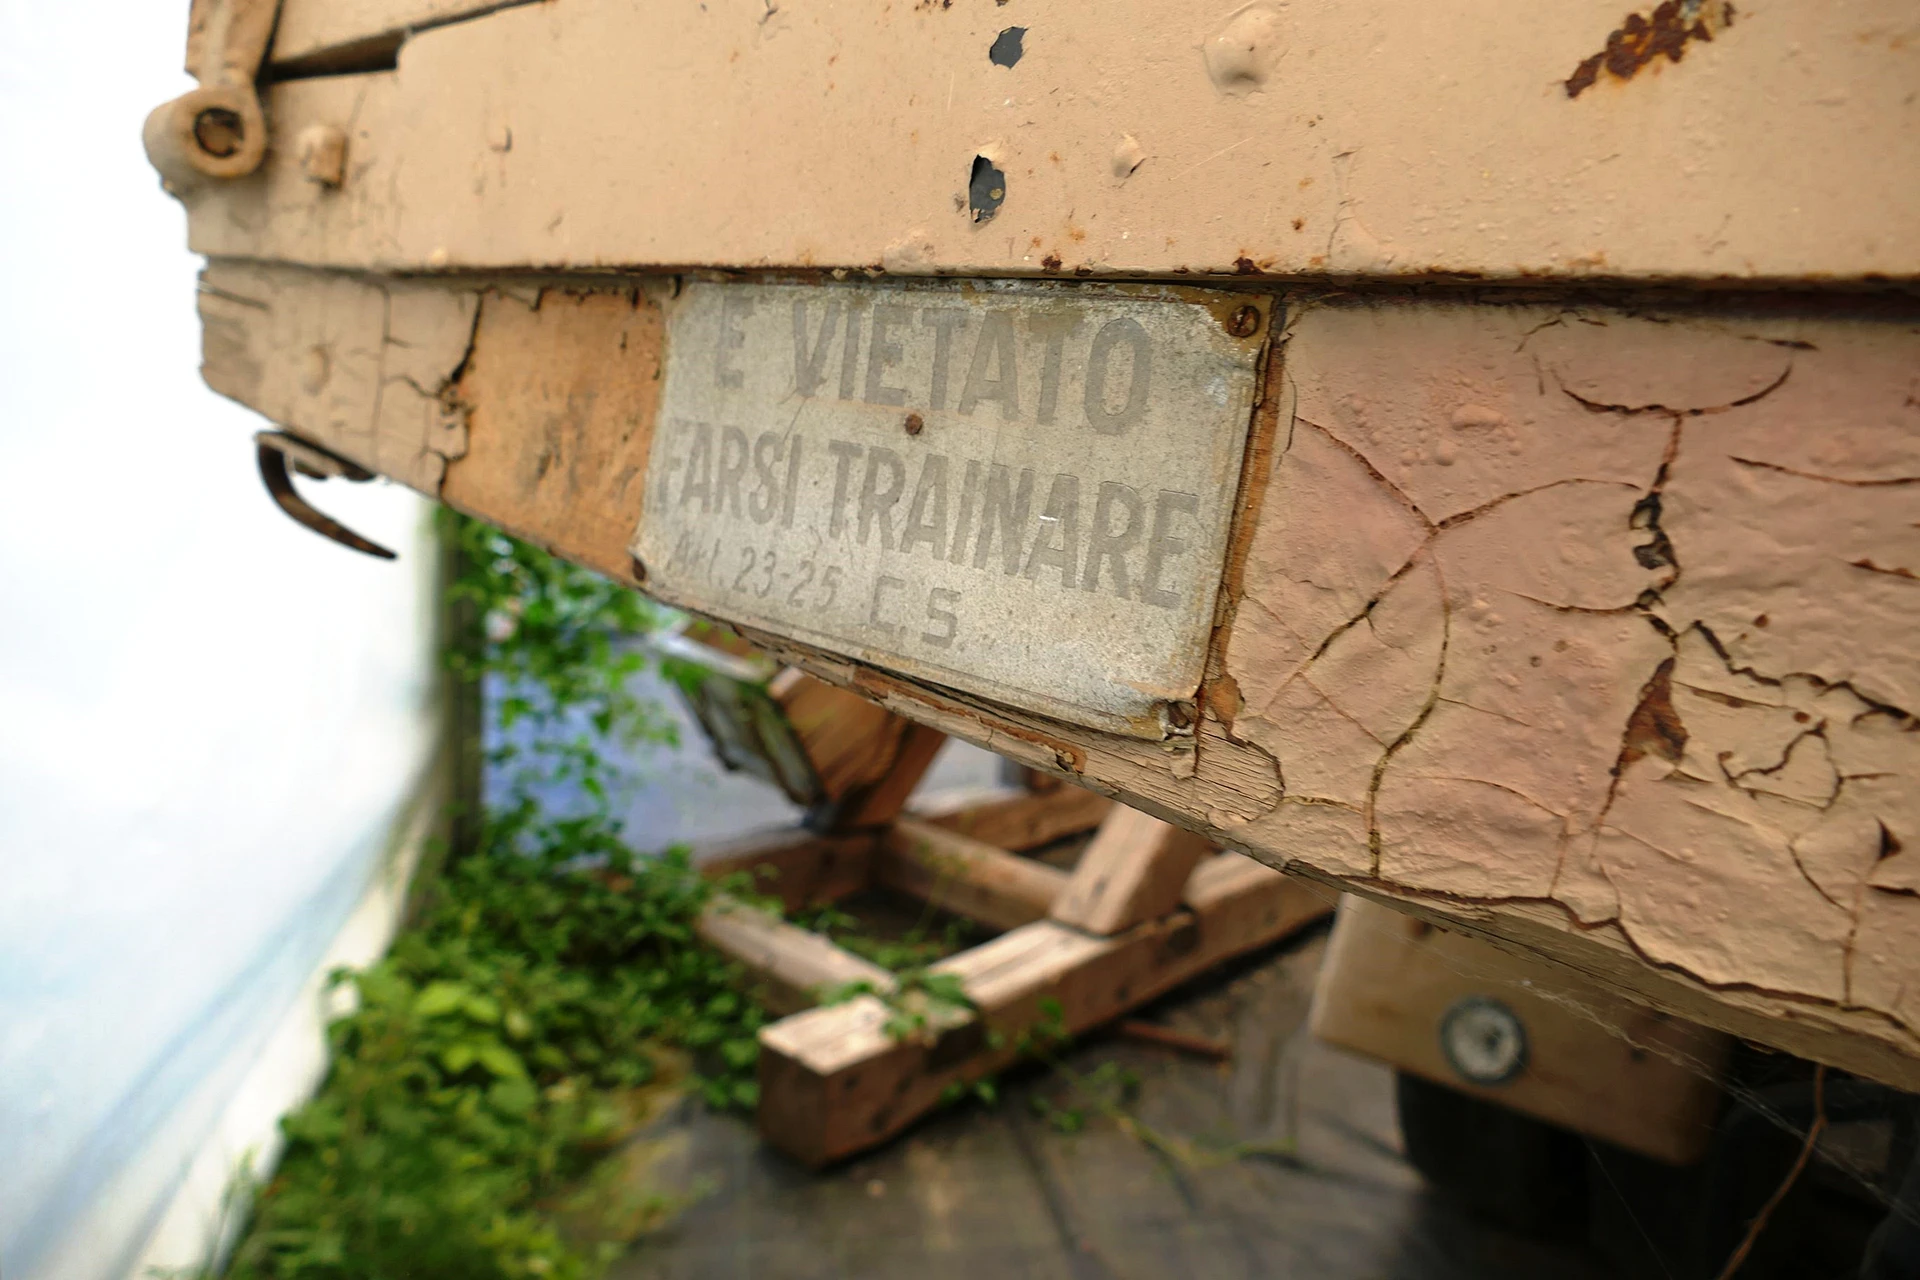 E VIETATO
FARSI TRAINARE
Art. 23-25 C.S.